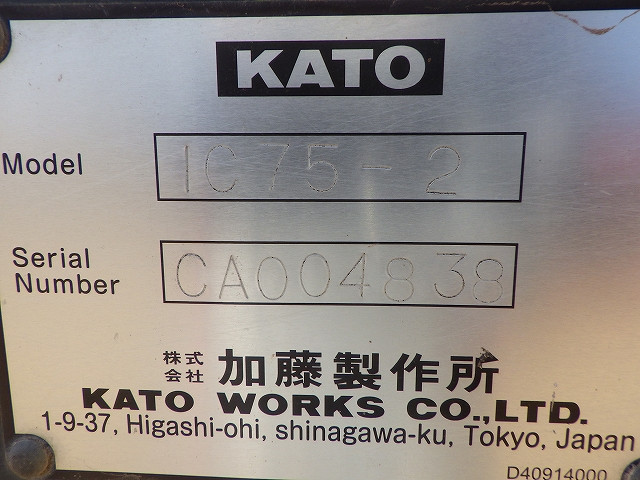 KATO
Model IC75-2
Serial Number CA004838
株式会社 加藤製作所
KATO WORKS CO.,LTD.
1-9-37, Higashi-ohi, shinagawa-ku, Tokyo, Japan
D40914000